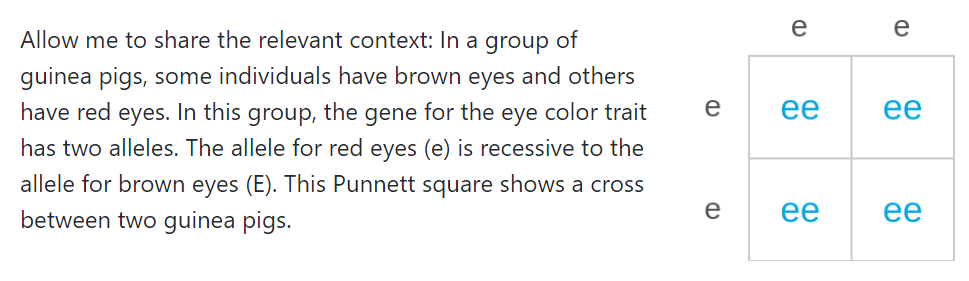 Allow me to share the relevant context: In a group of
guinea pigs, some individuals have brown eyes and others
have red eyes. In this group, the gene for the eye color trait
has two alleles. The allele for red eyes (e) is recessive to the
allele for brown eyes (E). This Punnett square shows a cross
between two guinea pigs.
e e
e ee ee
e ee ee